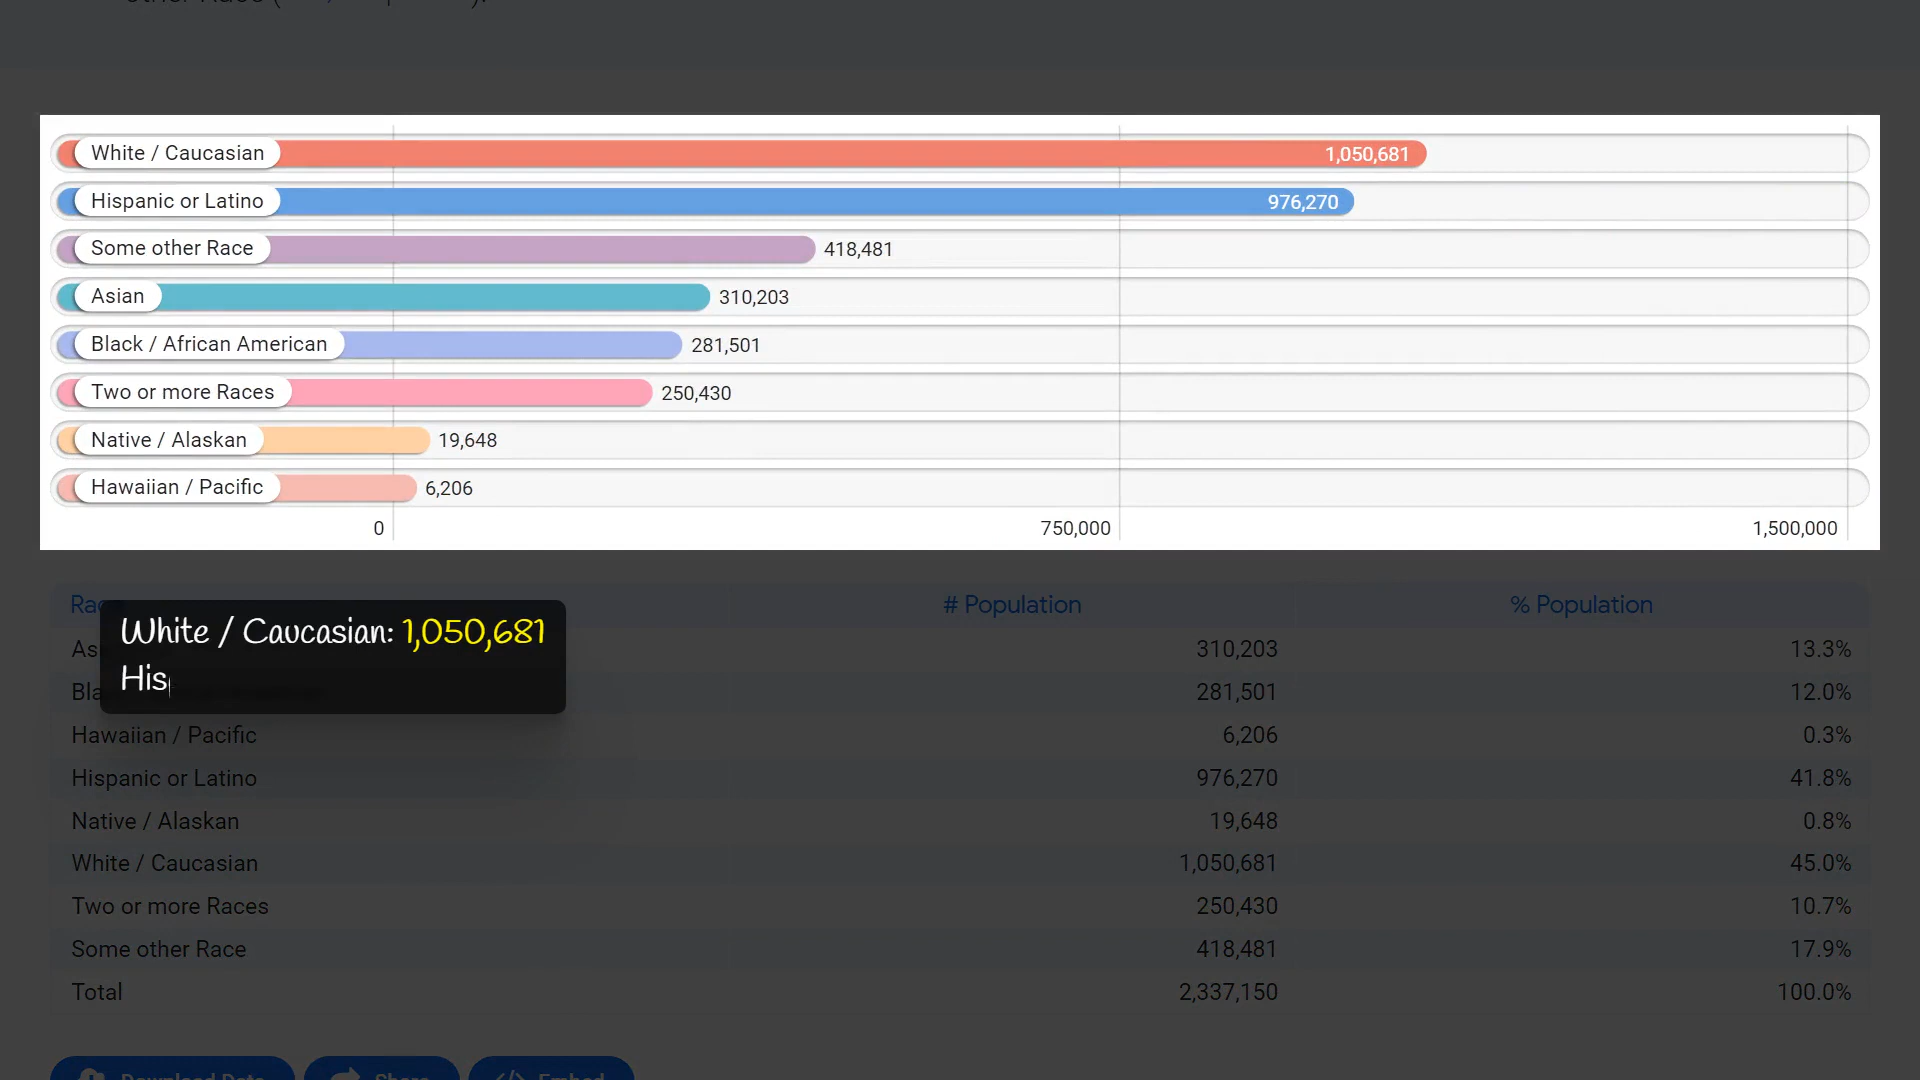 White / Caucasian 1,050,681
Hispanic or Latino 976,270
Some other Race 418,481
Asian 310,203
Black / African American 281,501
Two or more Races 250,430
Native / Alaskan 19,648
Hawaiian / Pacific 6,206
0 750,000 1,500,000
# Population % Population
White / Caucasian: 1,050,681
His
310,203 13.3%
281,501 12.0%
Hawaiian / Pacific 6,206 0.3%
Hispanic or Latino 976,270 41.8%
Native / Alaskan 19,648 0.8%
White / Caucasian 1,050,681 45.0%
Two or more Races 250,430 10.7%
Some other Race 418,481 17.9%
Total 2,337,150 100.0%
Download Data Share Embed